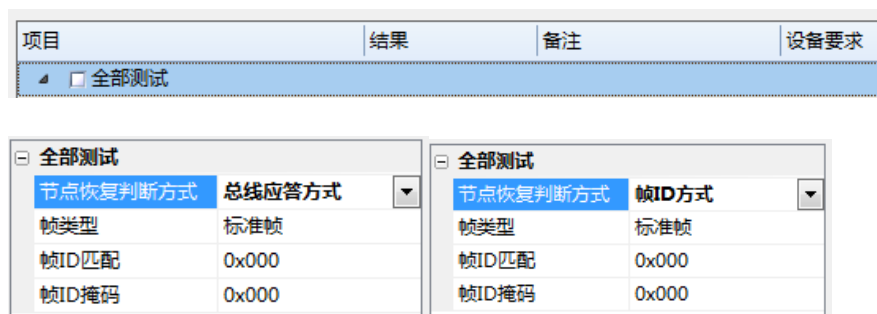 项目 结果 备注 设备要求
全部测试
全部测试
节点恢复判断方式 总线应答方式
帧类型 标准帧
帧ID匹配 0x000
帧ID掩码 0x000
全部测试
节点恢复判断方式 帧ID方式
帧类型 标准帧
帧ID匹配 0x000
帧ID掩码 0x000